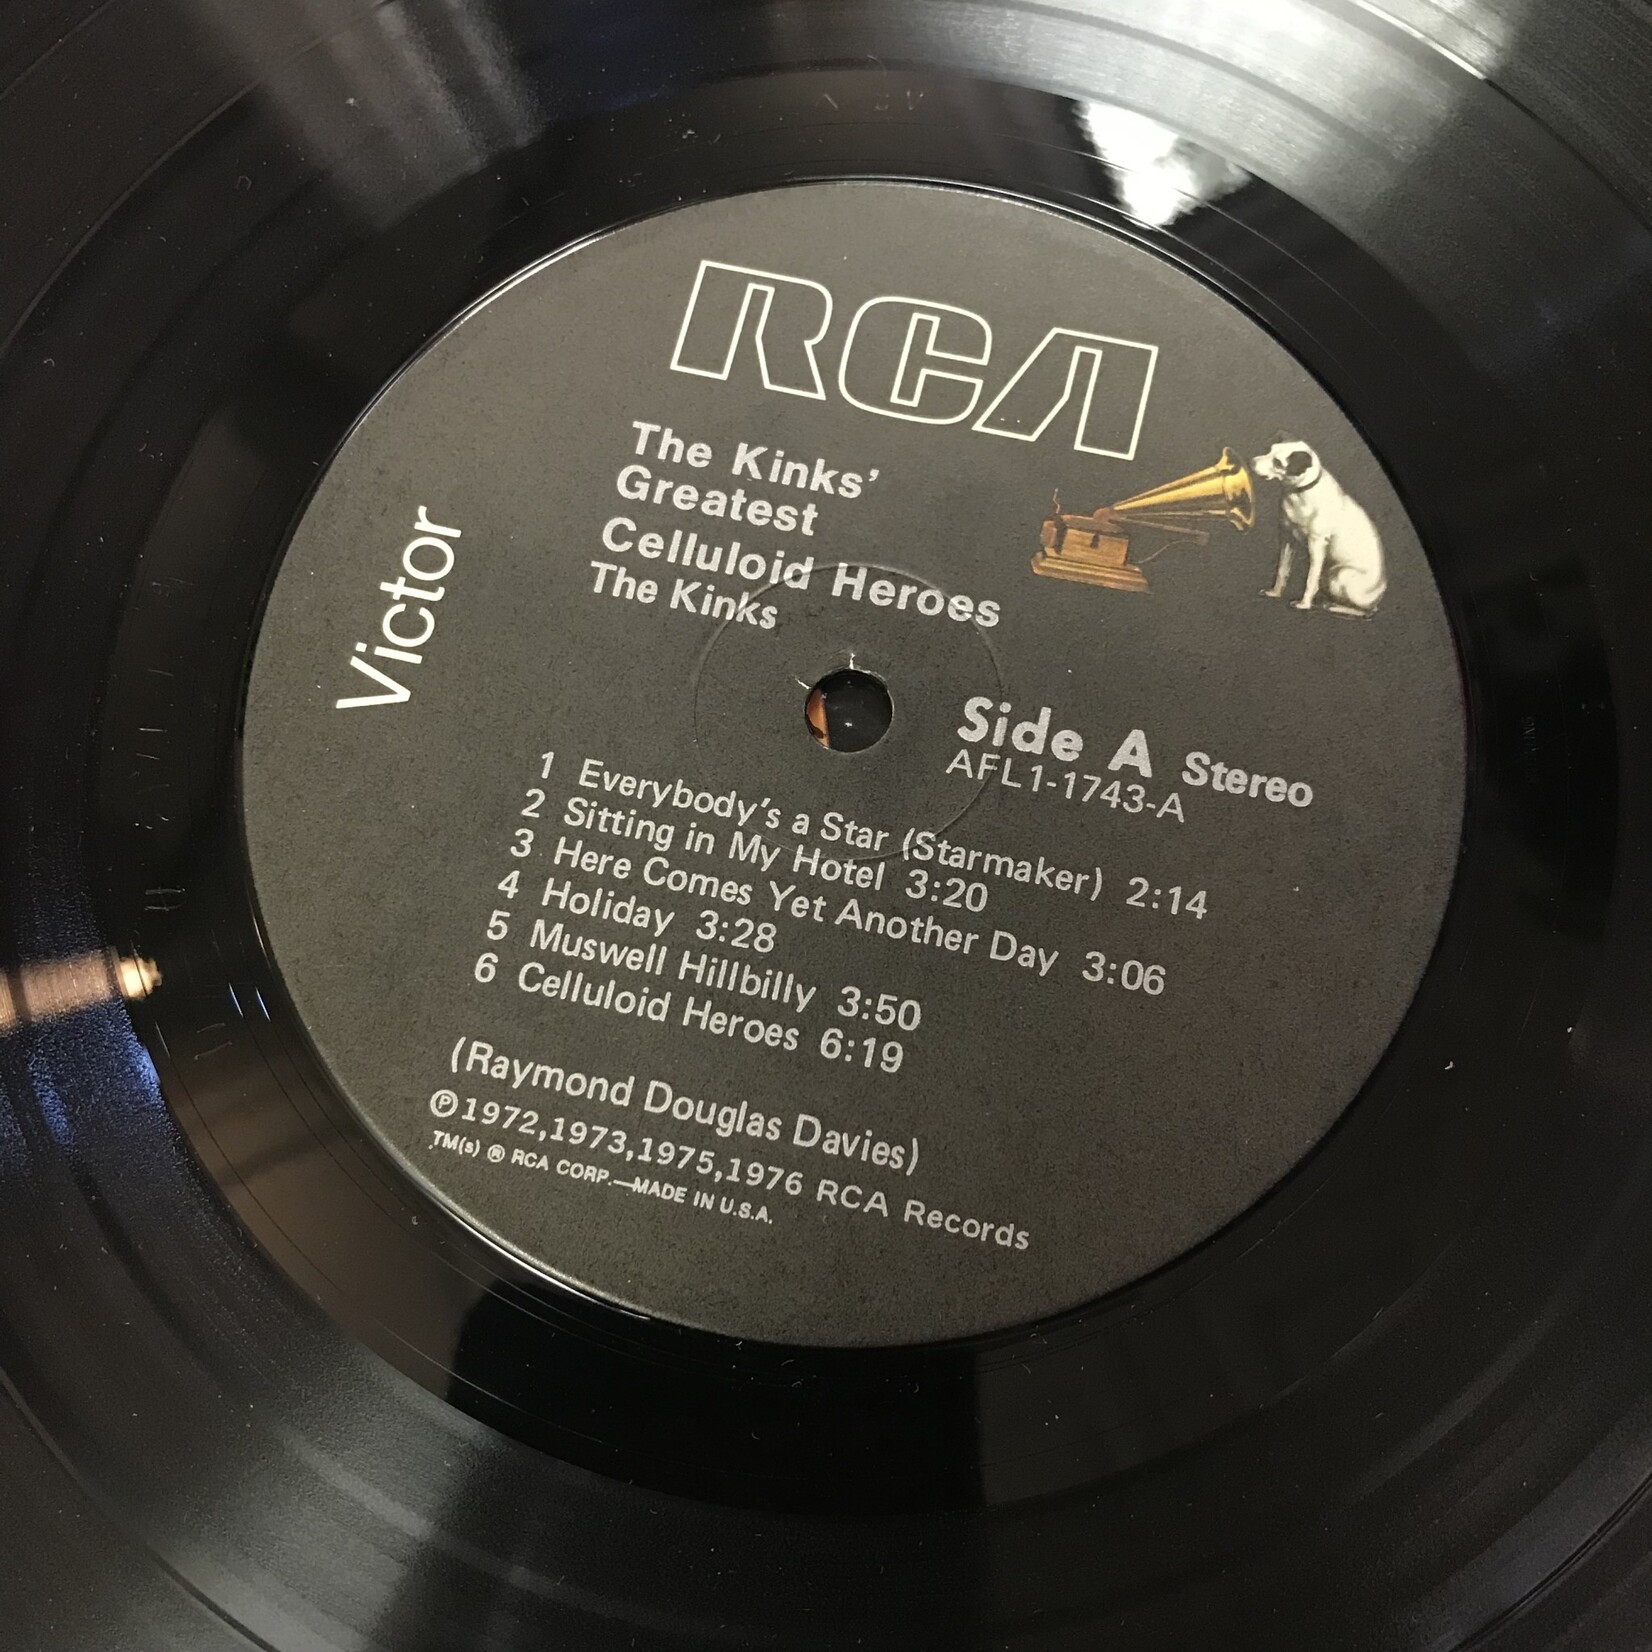 RCA
The Kinks'
Greatest
Celluloid Heroes
The Kinks
Victor
Side A Stereo
AFL1-1743-A
1 Everybody's a Star (Starmaker) 2:14
2 Sitting in My Hotel 3:20
3 Here Comes Yet Another Day 3:06
4 Holiday 3:28
5 Muswell Hillbilly 3:50
6 Celluloid Heroes 6:19
(Raymond Douglas Davies)
℗1972,1973,1975,1976 RCA Records
TM(s) ® RCA CORP.—MADE IN U.S.A.